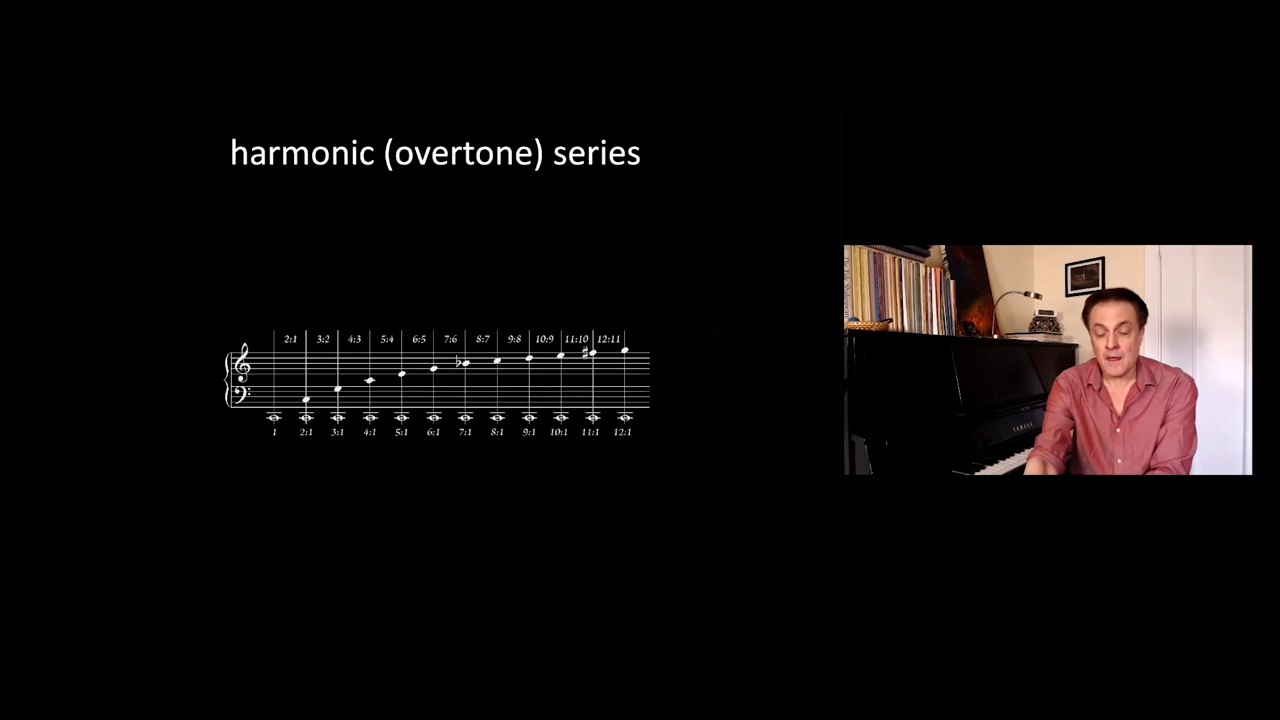 harmonic (overtone) series
2:1 3:2 4:3 5:4 6:5 7:6 8:7 9:8 10:9 11:10 12:11
1 2:1 3:1 4:1 5:1 6:1 7:1 8:1 9:1 10:1 11:1 12:1
YAMAHA